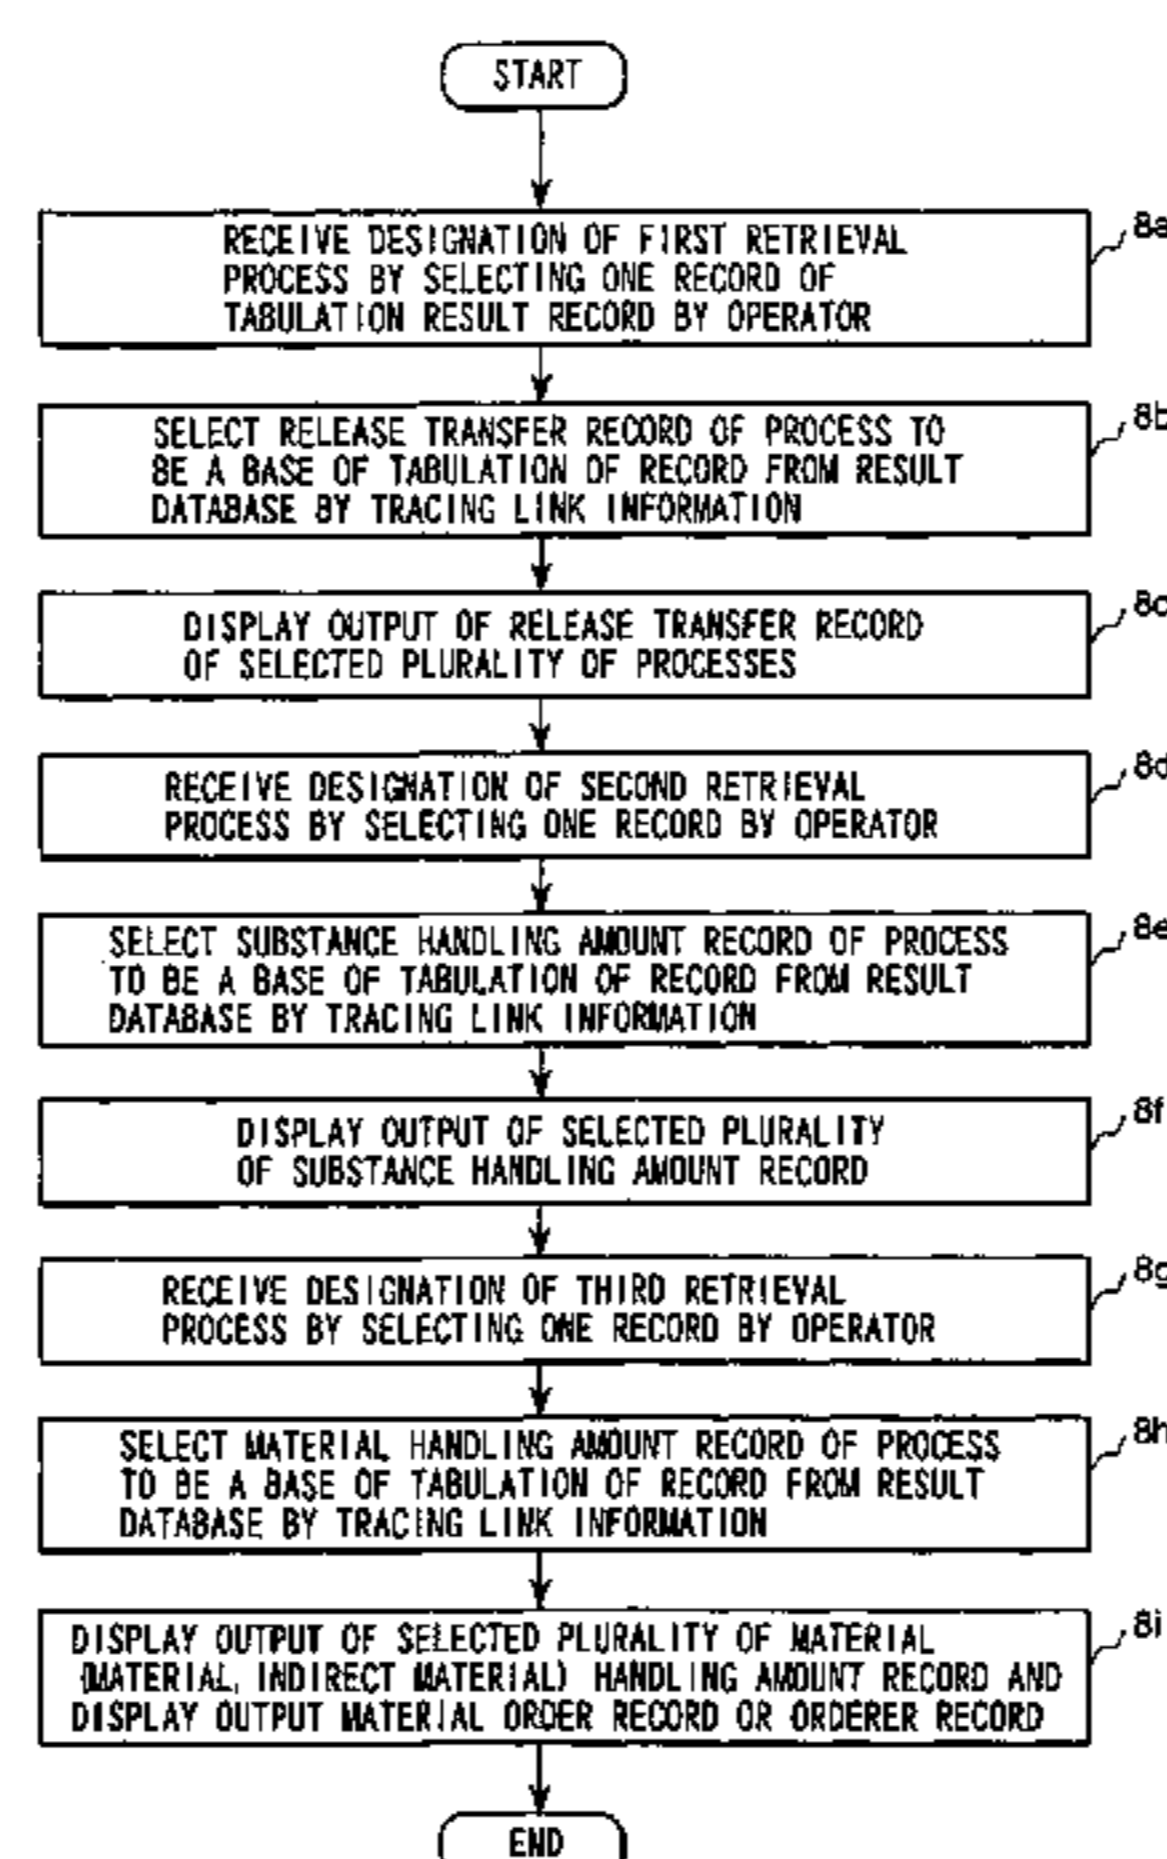 START
RECEIVE DESIGNATION OF FIRST RETRIEVAL
PROCESS BY SELECTING ONE RECORD OF
TABULATION RESULT RECORD BY OPERATOR
8a
SELECT RELEASE TRANSFER RECORD OF PROCESS TO
BE A BASE OF TABULATION OF RECORD FROM RESULT
DATABASE BY TRACING LINK INFORMATION
8b
DISPLAY OUTPUT OF RELEASE TRANSFER RECORD
OF SELECTED PLURALITY OF PROCESSES
8c
RECEIVE DESIGNATION OF SECOND RETRIEVAL
PROCESS BY SELECTING ONE RECORD BY OPERATOR
8d
SELECT SUBSTANCE HANDLING AMOUNT RECORD OF PROCESS
TO BE A BASE OF TABULATION OF RECORD FROM RESULT
DATABASE BY TRACING LINK INFORMATION
8e
DISPLAY OUTPUT OF SELECTED PLURALITY
OF SUBSTANCE HANDLING AMOUNT RECORD
8f
RECEIVE DESIGNATION OF THIRD RETRIEVAL
PROCESS BY SELECTING ONE RECORD BY OPERATOR
8g
SELECT MATERIAL HANDLING AMOUNT RECORD OF PROCESS
TO BE A BASE OF TABULATION OF RECORD FROM RESULT
DATABASE BY TRACING LINK INFORMATION
8h
DISPLAY OUTPUT OF SELECTED PLURALITY OF MATERIAL
(MATERIAL, INDIRECT MATERIAL) HANDLING AMOUNT RECORD AND
DISPLAY OUTPUT MATERIAL ORDER RECORD OR ORDERER RECORD
8i
END